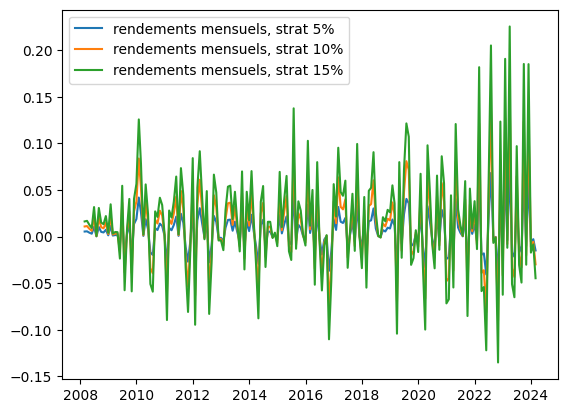 rendements mensuels, strat 5%
rendements mensuels, strat 10%
rendements mensuels, strat 15%
0.20
0.15
0.10
0.05
0.00
−0.05
−0.10
−0.15
2008 2010 2012 2014 2016 2018 2020 2022 2024